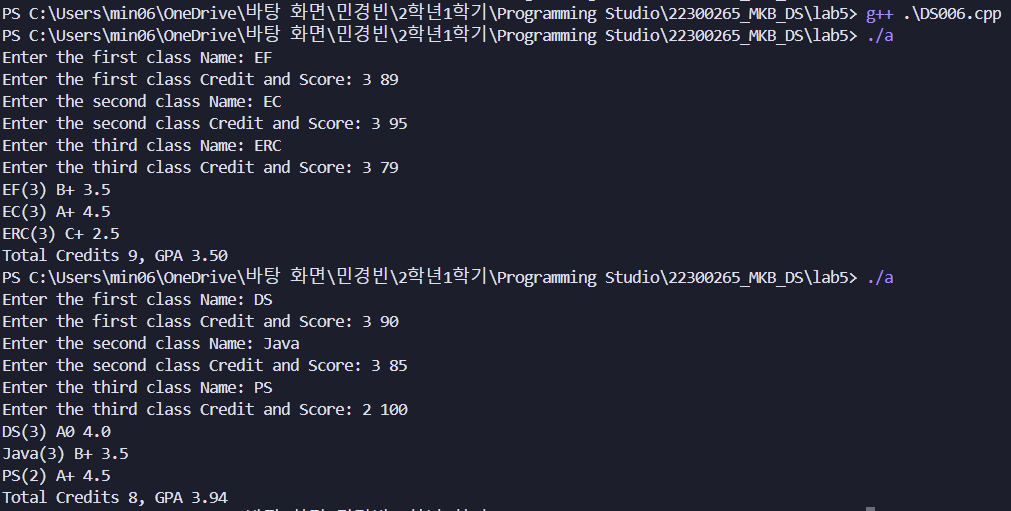 PS C:\Users\min06\OneDrive\바탕 화면\민경빈\2학년1학기\Programming Studio\22300265_MKB_DS\lab5> g++ .\DS006.cpp
PS C:\Users\min06\OneDrive\바탕 화면\민경빈\2학년1학기\Programming Studio\22300265_MKB_DS\lab5> ./a
Enter the first class Name: EF
Enter the first class Credit and Score: 3 89
Enter the second class Name: EC
Enter the second class Credit and Score: 3 95
Enter the third class Name: ERC
Enter the third class Credit and Score: 3 79
EF(3) B+ 3.5
EC(3) A+ 4.5
ERC(3) C+ 2.5
Total Credits 9, GPA 3.50
PS C:\Users\min06\OneDrive\바탕 화면\민경빈\2학년1학기\Programming Studio\22300265_MKB_DS\lab5> ./a
Enter the first class Name: DS
Enter the first class Credit and Score: 3 90
Enter the second class Name: Java
Enter the second class Credit and Score: 3 85
Enter the third class Name: PS
Enter the third class Credit and Score: 2 100
DS(3) A0 4.0
Java(3) B+ 3.5
PS(2) A+ 4.5
Total Credits 8, GPA 3.94